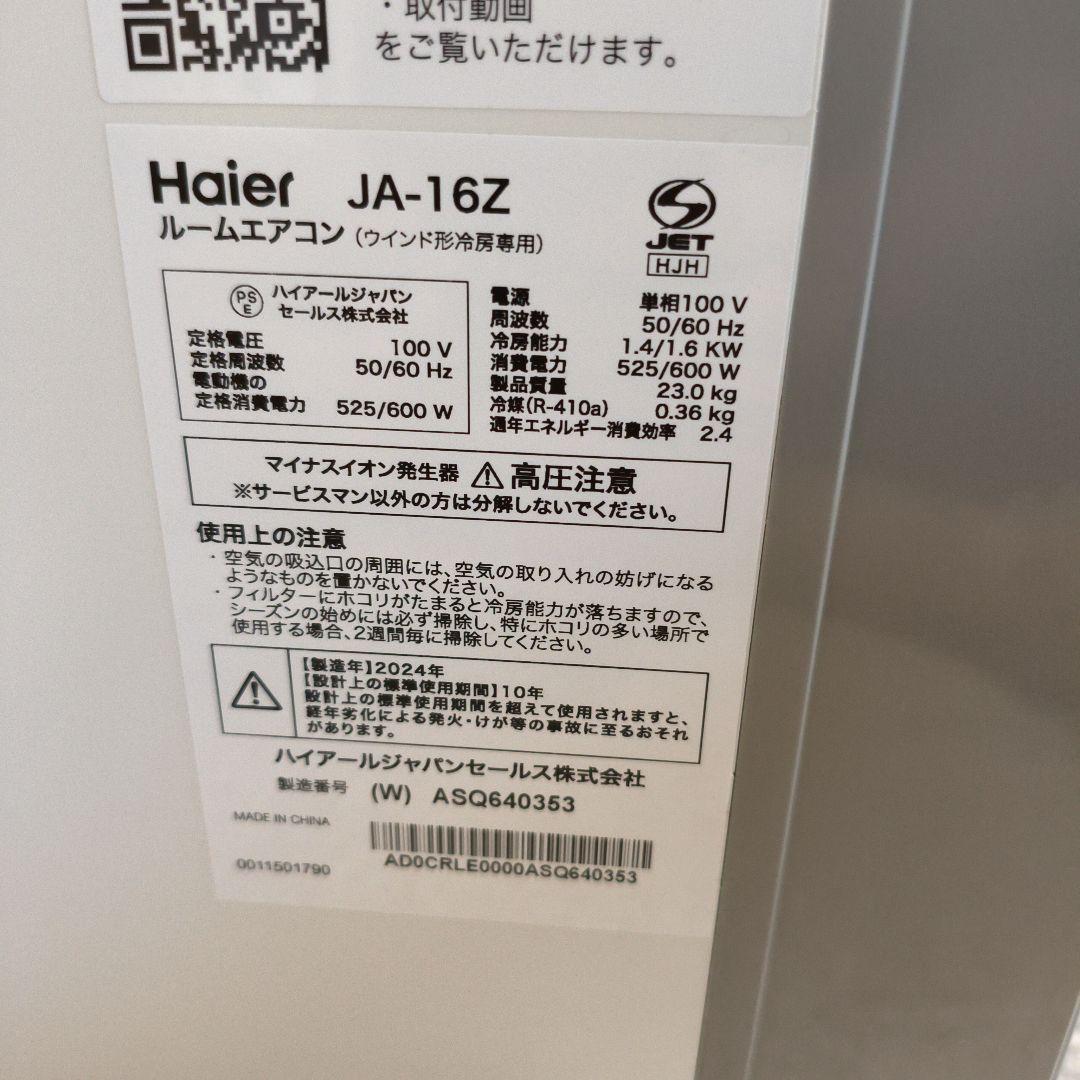 ・取付動画
をご覧いただけます。
Haier JA-16Z
ルームエアコン（ウインド形冷房専用）
JET
HJH
PSE
ハイアールジャパン
セールス株式会社
定格電圧 100 V
定格周波数 50/60 Hz
電動機の
定格消費電力 525/600 W
電源 単相100 V
周波数 50/60 Hz
冷房能力 1.4/1.6 KW
消費電力 525/600 W
製品質量 23.0 kg
冷媒（R-410a） 0.36 kg
通年エネルギー消費効率 2.4
マイナスイオン発生器 ⚠高圧注意
※サービスマン以外の方は分解しないでください。
使用上の注意
・空気の吸込口の周囲には、空気の取り入れの妨げになる
ようなものを置かないでください。
・フィルターにホコリがたまると冷房能力が落ちますので、
シーズンの始めには必ず掃除し、特にホコリの多い場所で
使用する場合、2週間毎に掃除してください。
【製造年】2024年
【設計上の標準使用期間】10年
設計上の標準使用期間を超えて使用されますと、
経年劣化による発火・けが等の事故に至るおそれ
があります。
ハイアールジャパンセールス株式会社
製造番号 (W) ASQ640353
MADE IN CHINA
AD0CRLE0000ASQ640353
0011501790